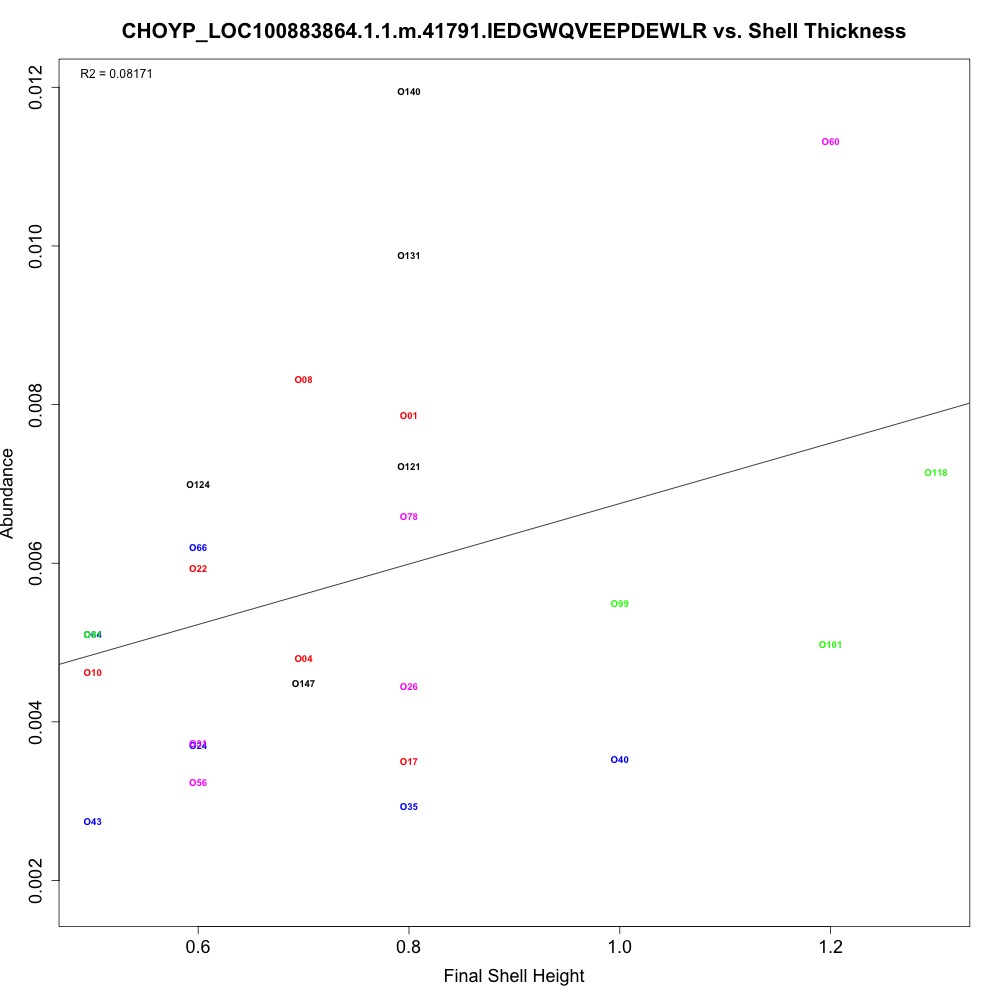 CHOYP_LOC100883864.1.1.m.41791.IEDGWQVEEPDEWLR vs. Shell Thickness
R2 = 0.08171
0.012
O140
O60
0.010
O131
O08
0.008
O01
O121
O118
O124
O78
O66
0.006
O22
O99
O101
O04
O10
O147
O26
0.004
O24
O40
O17
O56
O35
O43
0.002
Abundance
0.6 0.8 1.0 1.2
Final Shell Height